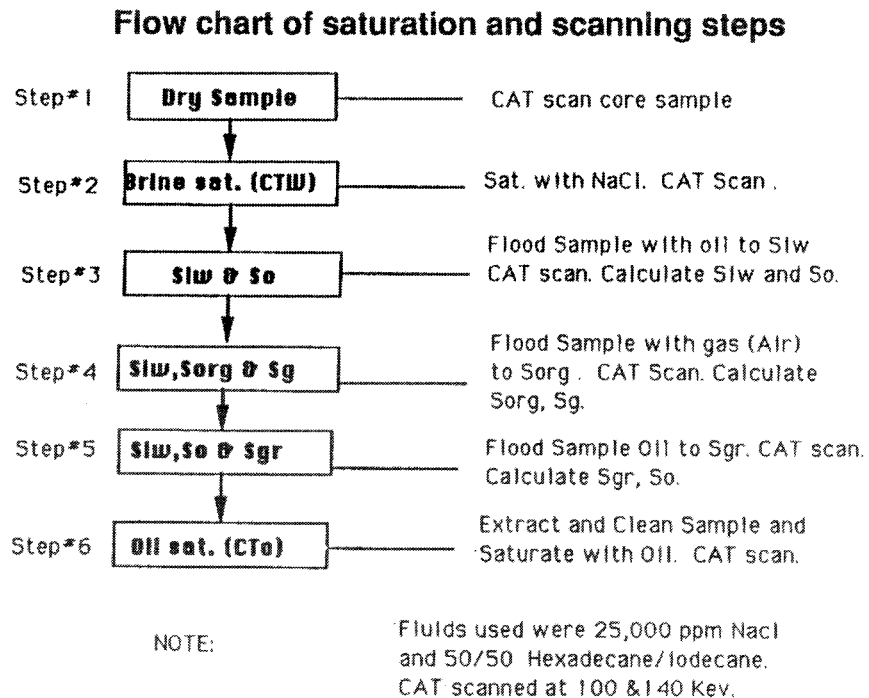 Flow chart of saturation and scanning steps
Step#1 Dry Sample CAT scan core sample
Step#2 Brine sat. (CTW) Sat. with NaCl. CAT Scan .
Step#3 Siw & So Flood Sample with oil to Siw
CAT scan. Calculate Siw and So.
Step#4 Siw,Sorg & Sg Flood Sample with gas (Air)
to Sorg . CAT Scan. Calculate
Sorg, Sg.
Step#5 Siw,So & Sgr Flood Sample Oil to Sgr. CAT scan.
Calculate Sgr, So.
Step#6 Oil sat. (CTo) Extract and Clean Sample and
Saturate with Oil. CAT scan.
NOTE: Fluids used were 25,000 ppm Nacl
and 50/50 Hexadecane/Iodecane.
CAT scanned at 100 &140 Kev.